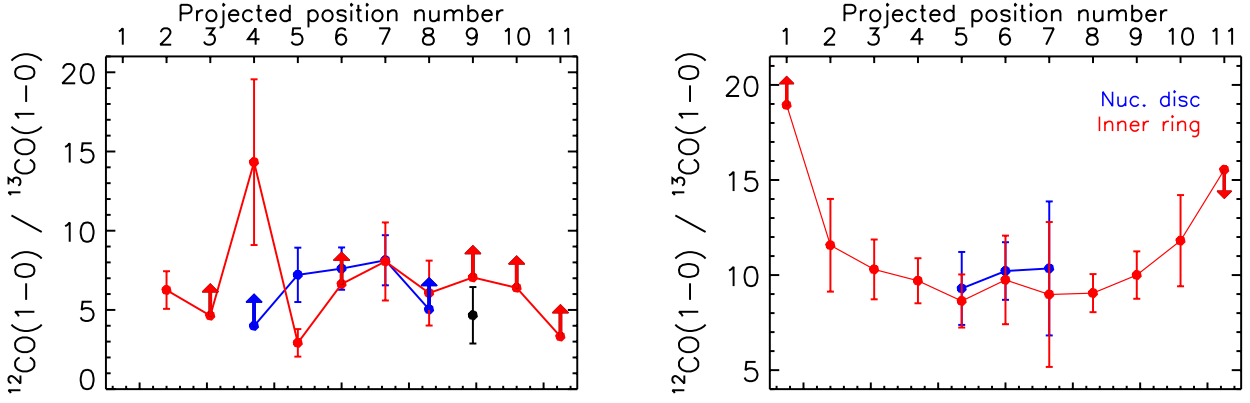 Projected position number
1 2 3 4 5 6 7 8 9 10 11
20
15
10
5
0
¹²CO(1−0) / ¹³CO(1−0)
Projected position number
1 2 3 4 5 6 7 8 9 10 11
20
15
10
5
¹²CO(1−0) / ¹³CO(1−0)
Nuc. disc
Inner ring